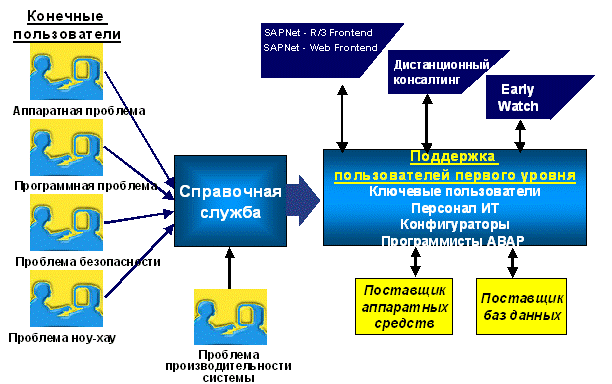 Конечные
пользователи
Аппаратная проблема
Программная проблема
Проблема безопасности
Проблема ноу-хау
Справочная
служба
Проблема
производительности
системы
SAPNet - R/3 Frontend
SAPNet - Web Frontend
Дистанционный
консалтинг
Early
Watch
Поддержка
пользователей первого уровня
Ключевые пользователи
Персонал ИТ
Конфигураторы
Программисты АВАР
Поставщик
аппаратных
средств
Поставщик
баз данных